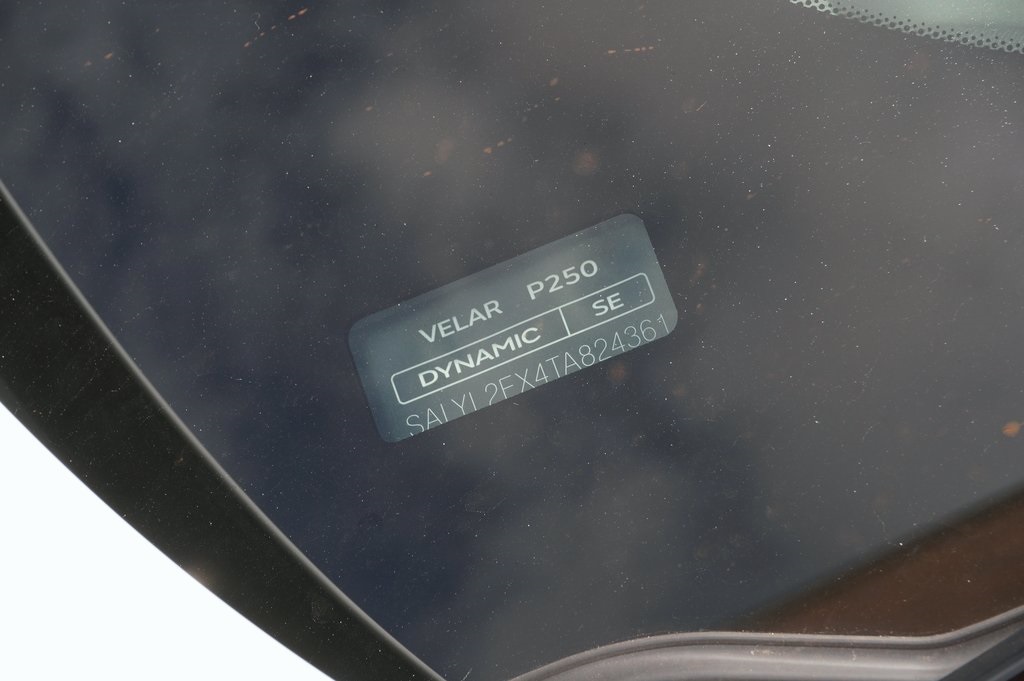 VELAR P250
DYNAMIC SE
SALYL2EX4TA824361